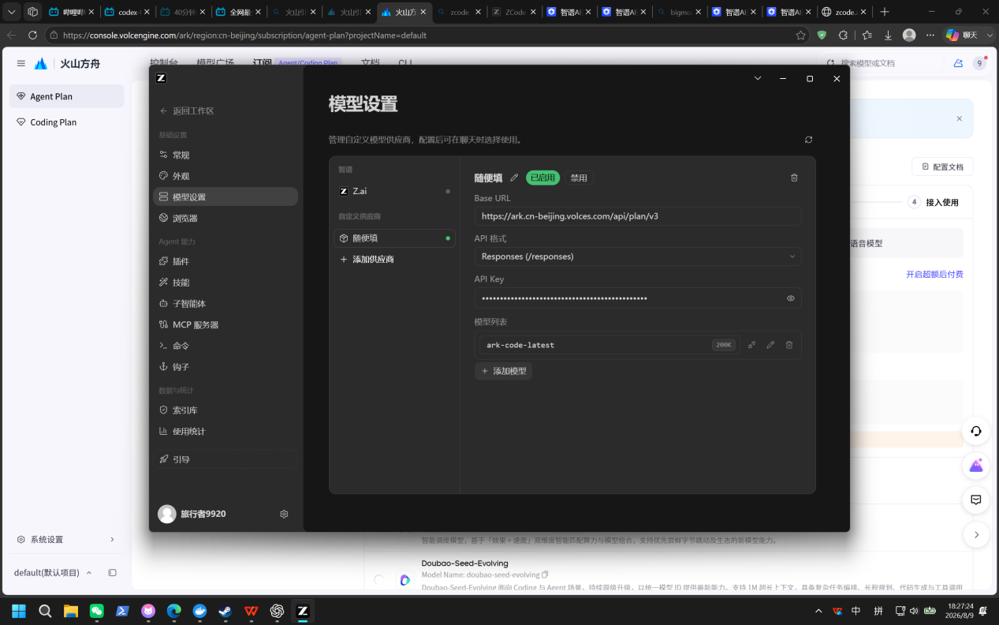 哔哩哔
codex-
40分钟
全网最
火山引
火山引
火山方
zcode
ZCode
智谱AI
智谱AI
bigmo
智谱AI
智谱AI
zcode.
https://console.volcengine.com/ark/region:cn-beijing/subscription/agent-plan?projectName=default
聊天
火山方舟
控制台 模型广场 订阅 Agent/Coding Plan 文档 CLI
搜索模型或文档
9
Agent Plan
Coding Plan
配置文档
4 接入使用
语音模型
开启超额后付费
系统设置
default(默认项目)
Z
返回工作区
基础设置
常规
外观
模型设置
浏览器
Agent 能力
插件
技能
子智能体
MCP 服务器
命令
钩子
数据与统计
索引库
使用统计
引导
旅行者9920
模型设置
管理自定义模型供应商，配置后可在聊天时选择使用。
智谱
Z.ai
自定义供应商
随便填
添加供应商
随便填 已启用 禁用
Base URL
https://ark.cn-beijing.volces.com/api/plan/v3
API 格式
Responses (/responses)
API Key
••••••••••••••••••••••••••••••••••••••••••••••
模型列表
ark-code-latest 200K
添加模型
智能调度模型，基于「效果 + 速度」双维度智能匹配算力与模型组合，支持优先尝鲜字节跳动及生态的新模型能力。
Doubao-Seed-Evolving
Model Name: doubao-seed-evolving
Doubao-Seed-Evolving 面向 Coding 与 Agent 场景，持续周级升级，以统一模型 ID 提供最新能力。支持 1M 超长上下文，具备复杂任务编排、长程规划、代码生成与工具调用
中 拼
18:27:24
2026/8/9